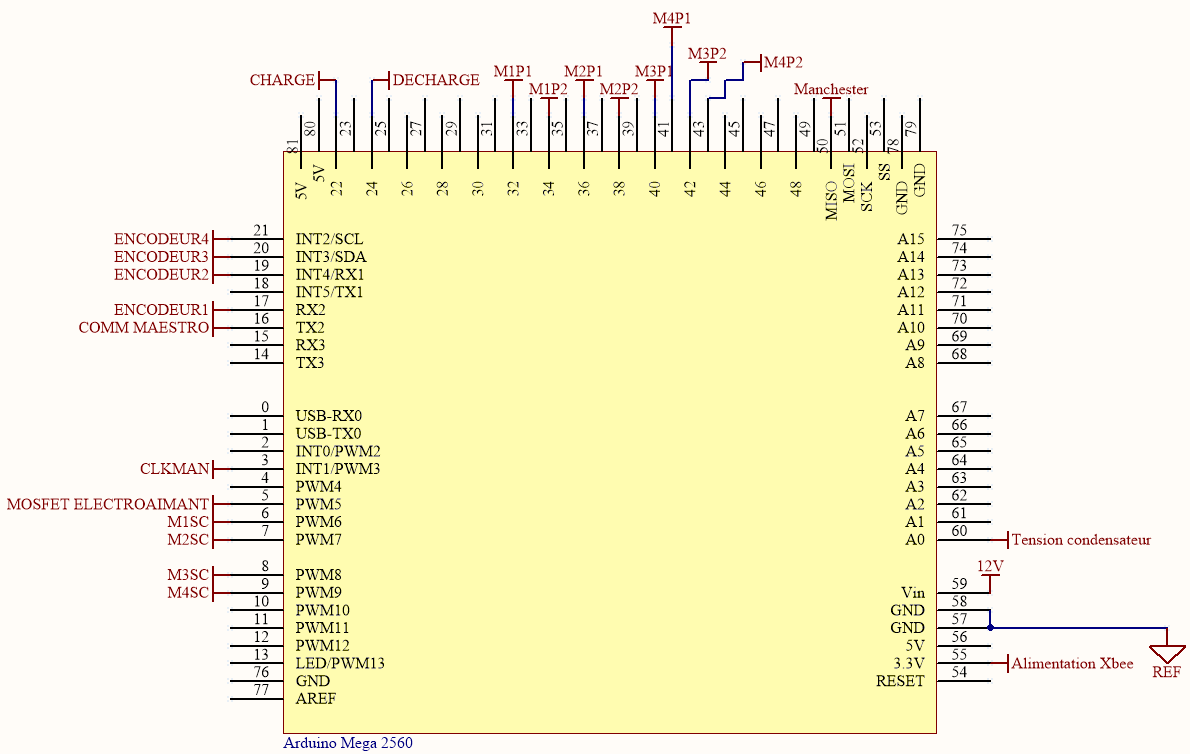 M4P1
M3P2
M4P2
CHARGE
DECHARGE
M1P1
M2P1
M3P1
M1P2
M2P2
Manchester
81 80 23 25 27 29 31 33 35 37 39 41 43 45 47 49 50 51 52 53 78 79
5V 5V 22 24 26 28 30 32 34 36 38 40 42 44 46 48 MISO MOSI SCK SS GND GND
ENCODEUR4 21 INT2/SCL A15 75
ENCODEUR3 20 INT3/SDA A14 74
ENCODEUR2 19 INT4/RX1 A13 73
18 INT5/TX1 A12 72
ENCODEUR1 17 RX2 A11 71
COMM MAESTRO 16 TX2 A10 70
15 RX3 A9 69
14 TX3 A8 68
0 USB-RX0 A7 67
1 USB-TX0 A6 66
2 INT0/PWM2 A5 65
CLKMAN 3 INT1/PWM3 A4 64
4 PWM4 A3 63
MOSFET ELECTROAIMANT 5 PWM5 A2 62
M1SC 6 PWM6 A1 61
M2SC 7 PWM7 A0 60 Tension condensateur
12V
M3SC 8 PWM8
M4SC 9 PWM9 Vin 59
10 PWM10 GND 58
11 PWM11 GND 57
12 PWM12 5V 56
13 LED/PWM13 3.3V 55 Alimentation Xbee
REF
76 GND RESET 54
77 AREF
Arduino Mega 2560